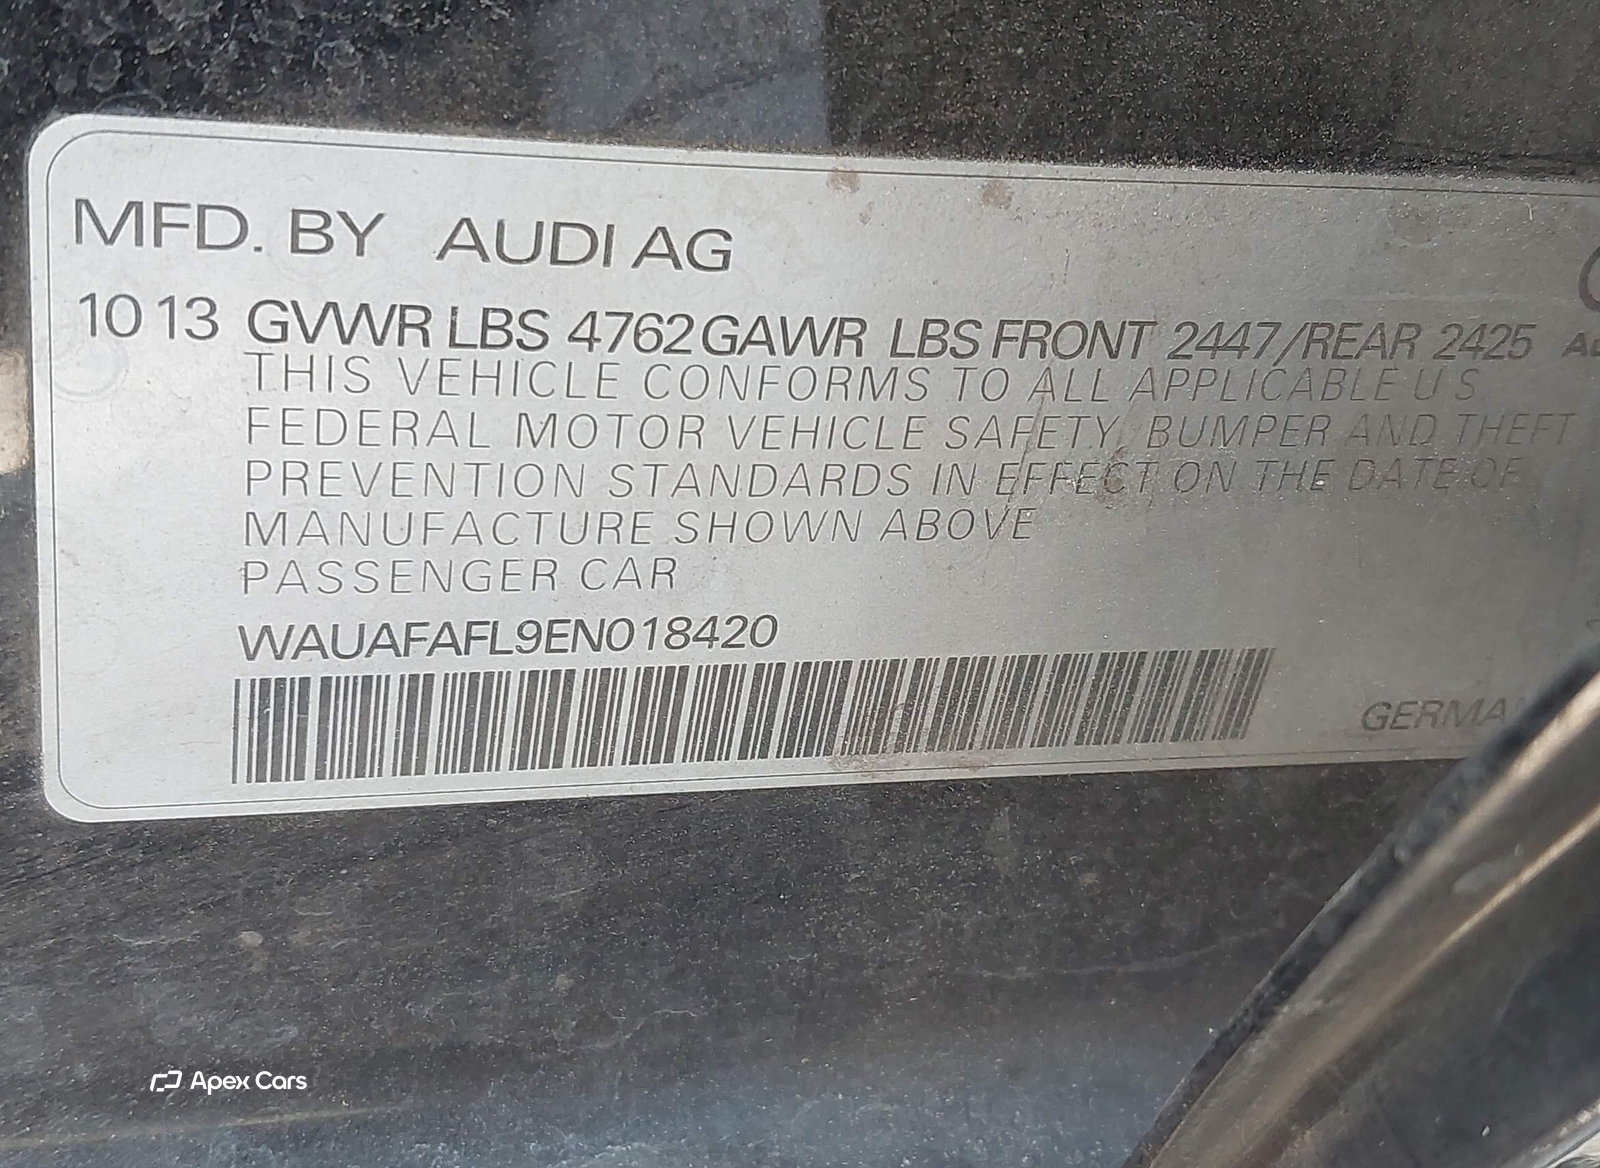 MFD. BY AUDI AG
10 13 GVWR LBS 4762 GAWR LBS FRONT 2447/REAR 2425
THIS VEHICLE CONFORMS TO ALL APPLICABLE U S
FEDERAL MOTOR VEHICLE SAFETY, BUMPER AND THEFT
PREVENTION STANDARDS IN EFFECT ON THE DATE OF
MANUFACTURE SHOWN ABOVE
PASSENGER CAR
WAUAFAFL9EN018420
Apex Cars